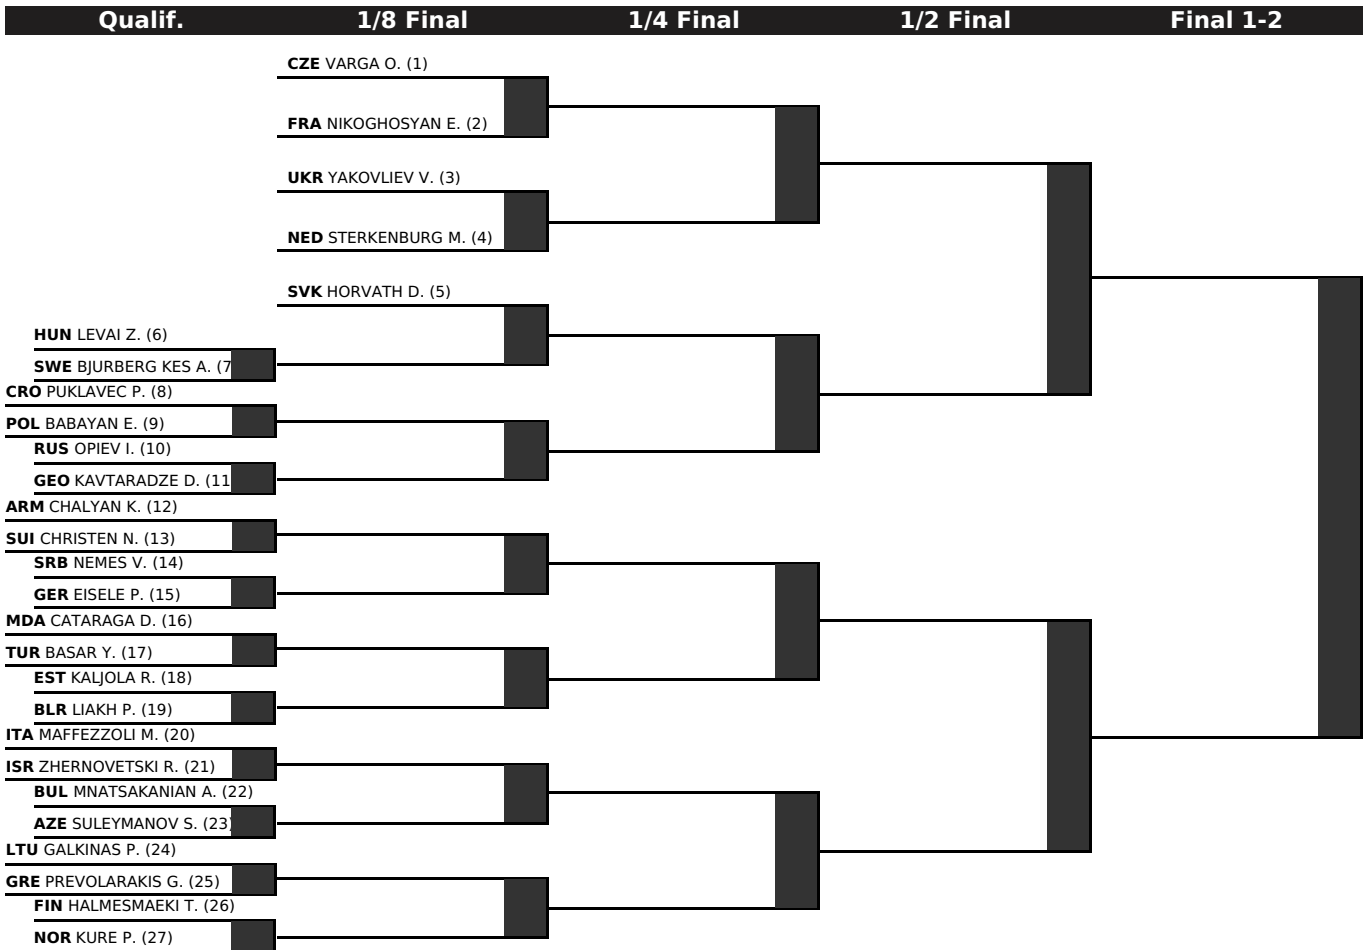 Qualif. 1/8 Final 1/4 Final 1/2 Final Final 1-2
CZE VARGA O. (1)
FRA NIKOGHOSYAN E. (2)
UKR YAKOVLIEV V. (3)
NED STERKENBURG M. (4)
SVK HORVATH D. (5)
HUN LEVAI Z. (6)
SWE BJURBERG KES A. (7
CRO PUKLAVEC P. (8)
POL BABAYAN E. (9)
RUS OPIEV I. (10)
GEO KAVTARADZE D. (11
ARM CHALYAN K. (12)
SUI CHRISTEN N. (13)
SRB NEMES V. (14)
GER EISELE P. (15)
MDA CATARAGA D. (16)
TUR BASAR Y. (17)
EST KALJOLA R. (18)
BLR LIAKH P. (19)
ITA MAFFEZZOLI M. (20)
ISR ZHERNOVETSKI R. (21)
BUL MNATSAKANIAN A. (22)
AZE SULEYMANOV S. (23)
LTU GALKINAS P. (24)
GRE PREVOLARAKIS G. (25)
FIN HALMESMAEKI T. (26)
NOR KURE P. (27)